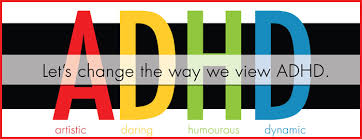 ADHD
Let's change the way we view ADHD.
artistic daring humourous dynamic